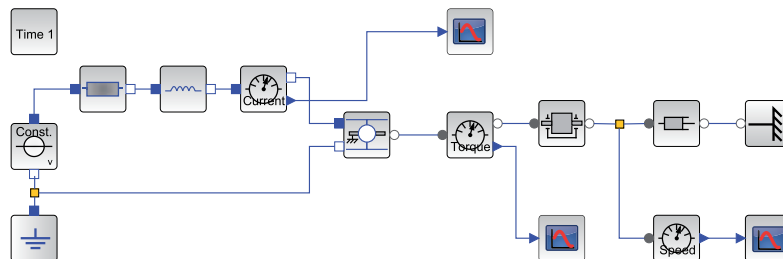 Time 1
Current
Const.
v
Torque
Speed